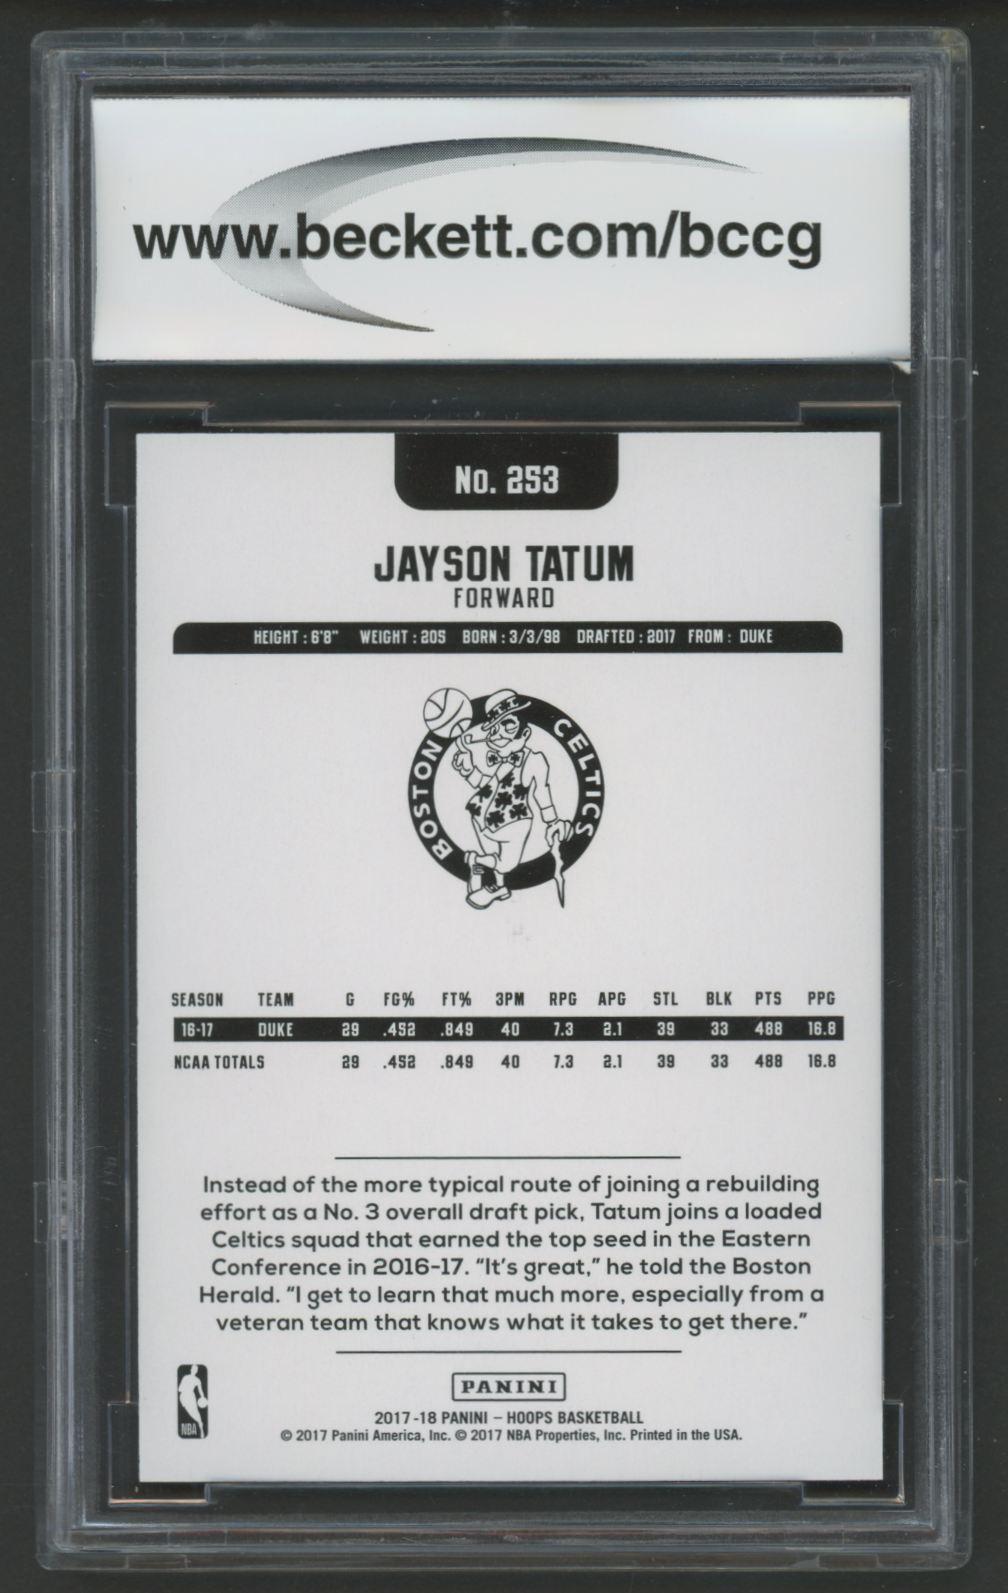 www.beckett.com/bccg
No. 253
JAYSON TATUM
FORWARD
HEIGHT : 6'8" WEIGHT : 205 BORN : 3/3/98 DRAFTED : 2017 FROM : DUKE
BOSTON CELTICS
SEASON TEAM G FG% FT% 3PM RPG APG STL BLK PTS PPG
16-17 DUKE 29 .452 .849 40 7.3 2.1 39 33 488 16.8
NCAA TOTALS 29 .452 .849 40 7.3 2.1 39 33 488 16.8
Instead of the more typical route of joining a rebuilding
effort as a No. 3 overall draft pick, Tatum joins a loaded
Celtics squad that earned the top seed in the Eastern
Conference in 2016-17. “It’s great,” he told the Boston
Herald. “I get to learn that much more, especially from a
veteran team that knows what it takes to get there.”
NBA
PANINI
2017-18 PANINI – HOOPS BASKETBALL
© 2017 Panini America, Inc. © 2017 NBA Properties, Inc. Printed in the USA.